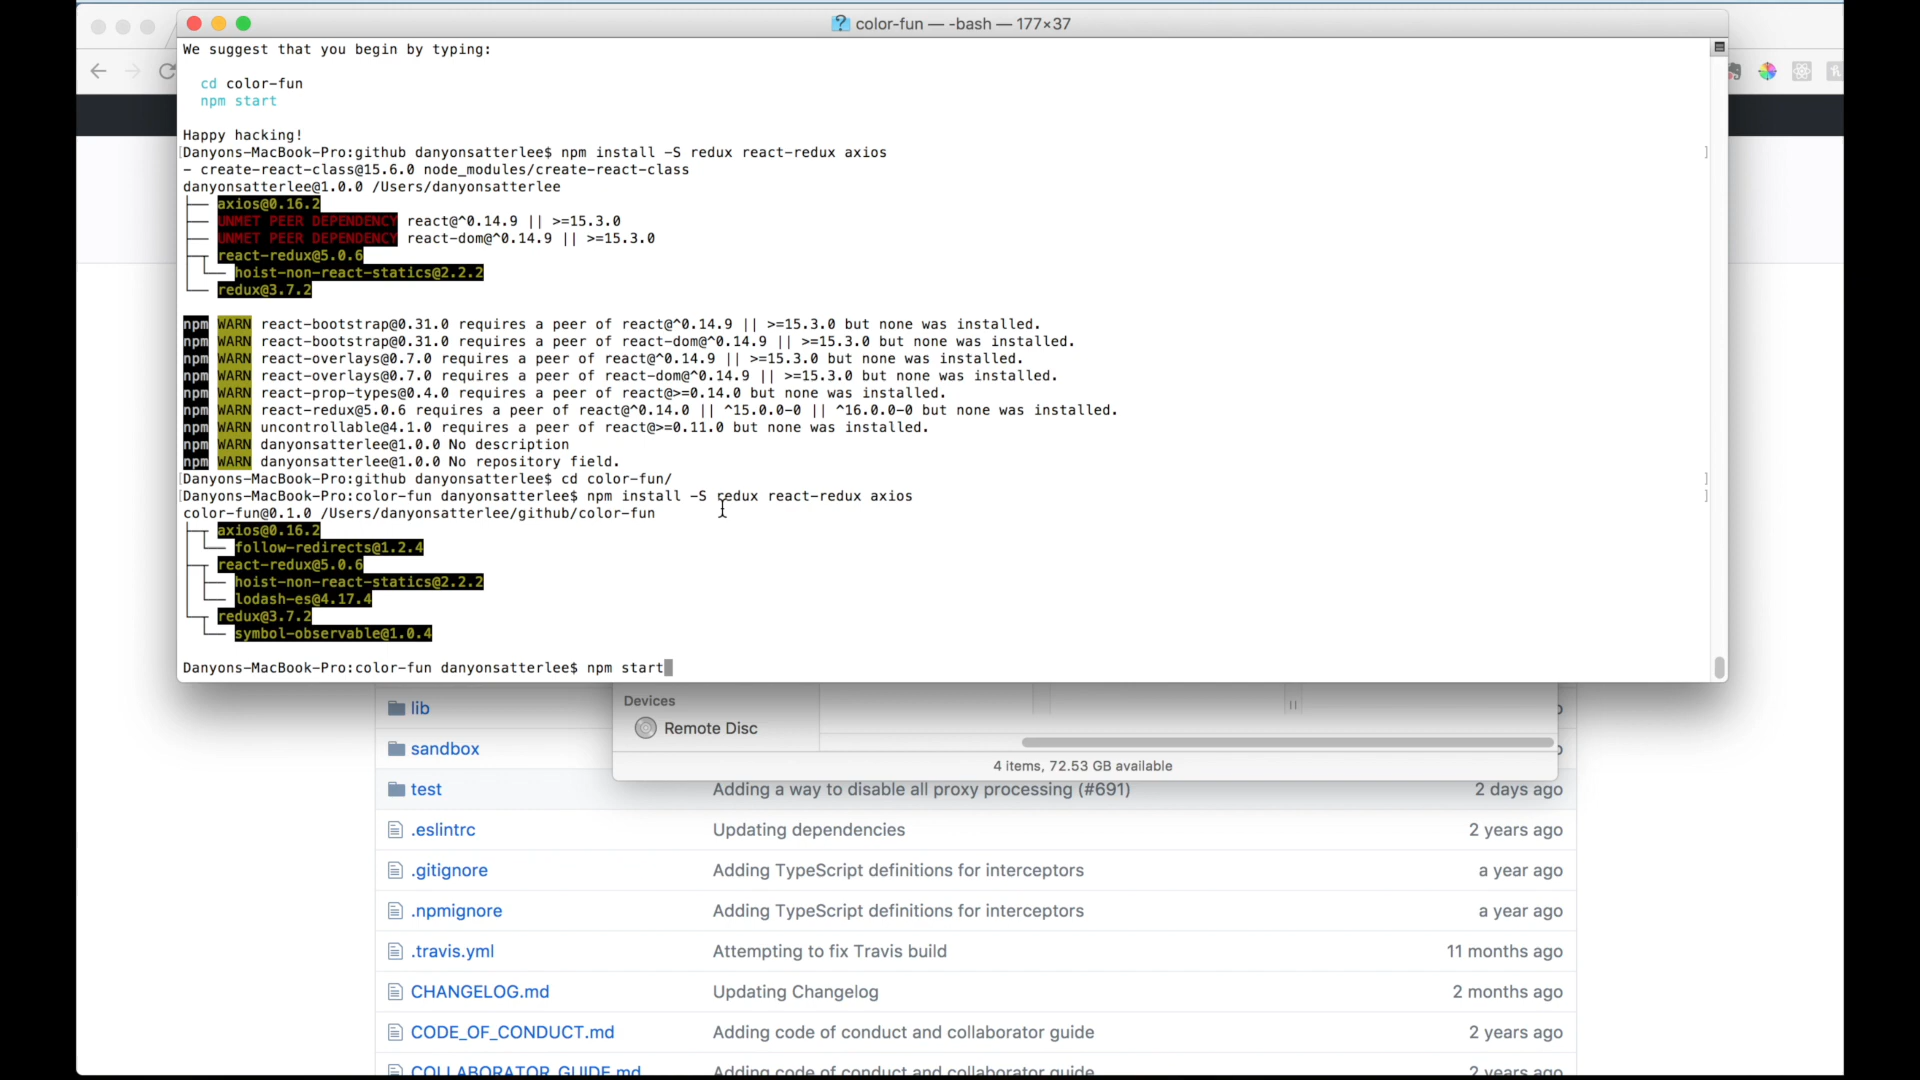 color-fun — -bash — 177×37
We suggest that you begin by typing:
cd color-fun
npm start
Happy hacking!
[Danyons-MacBook-Pro:github danyonsatterlee$ npm install -S redux react-redux axios ]
- create-react-class@15.6.0 node_modules/create-react-class
danyonsatterlee@1.0.0 /Users/danyonsatterlee
├── axios@0.16.2
├── UNMET PEER DEPENDENCY react@^0.14.9 || >=15.3.0
├── UNMET PEER DEPENDENCY react-dom@^0.14.9 || >=15.3.0
├─┬ react-redux@5.0.6
│ └── hoist-non-react-statics@2.2.2
└── redux@3.7.2
npm WARN react-bootstrap@0.31.0 requires a peer of react@^0.14.9 || >=15.3.0 but none was installed.
npm WARN react-bootstrap@0.31.0 requires a peer of react-dom@^0.14.9 || >=15.3.0 but none was installed.
npm WARN react-overlays@0.7.0 requires a peer of react@^0.14.9 || >=15.3.0 but none was installed.
npm WARN react-overlays@0.7.0 requires a peer of react-dom@^0.14.9 || >=15.3.0 but none was installed.
npm WARN react-prop-types@0.4.0 requires a peer of react@>=0.14.0 but none was installed.
npm WARN react-redux@5.0.6 requires a peer of react@^0.14.0 || ^15.0.0-0 || ^16.0.0-0 but none was installed.
npm WARN uncontrollable@4.1.0 requires a peer of react@>=0.11.0 but none was installed.
npm WARN danyonsatterlee@1.0.0 No description
npm WARN danyonsatterlee@1.0.0 No repository field.
[Danyons-MacBook-Pro:github danyonsatterlee$ cd color-fun/ ]
[Danyons-MacBook-Pro:color-fun danyonsatterlee$ npm install -S redux react-redux axios ]
color-fun@0.1.0 /Users/danyonsatterlee/github/color-fun
├─┬ axios@0.16.2
│ └── follow-redirects@1.2.4
├─┬ react-redux@5.0.6
│ ├── hoist-non-react-statics@2.2.2
│ └── lodash-es@4.17.4
└─┬ redux@3.7.2
  └── symbol-observable@1.0.4
Danyons-MacBook-Pro:color-fun danyonsatterlee$ npm start
Devices
Remote Disc
4 items, 72.53 GB available
lib
sandbox
test Adding a way to disable all proxy processing (#691) 2 days ago
.eslintrc Updating dependencies 2 years ago
.gitignore Adding TypeScript definitions for interceptors a year ago
.npmignore Adding TypeScript definitions for interceptors a year ago
.travis.yml Attempting to fix Travis build 11 months ago
CHANGELOG.md Updating Changelog 2 months ago
CODE_OF_CONDUCT.md Adding code of conduct and collaborator guide 2 years ago
COLLABORATOR_GUIDE.md Adding code of conduct and collaborator guide 2 years ago